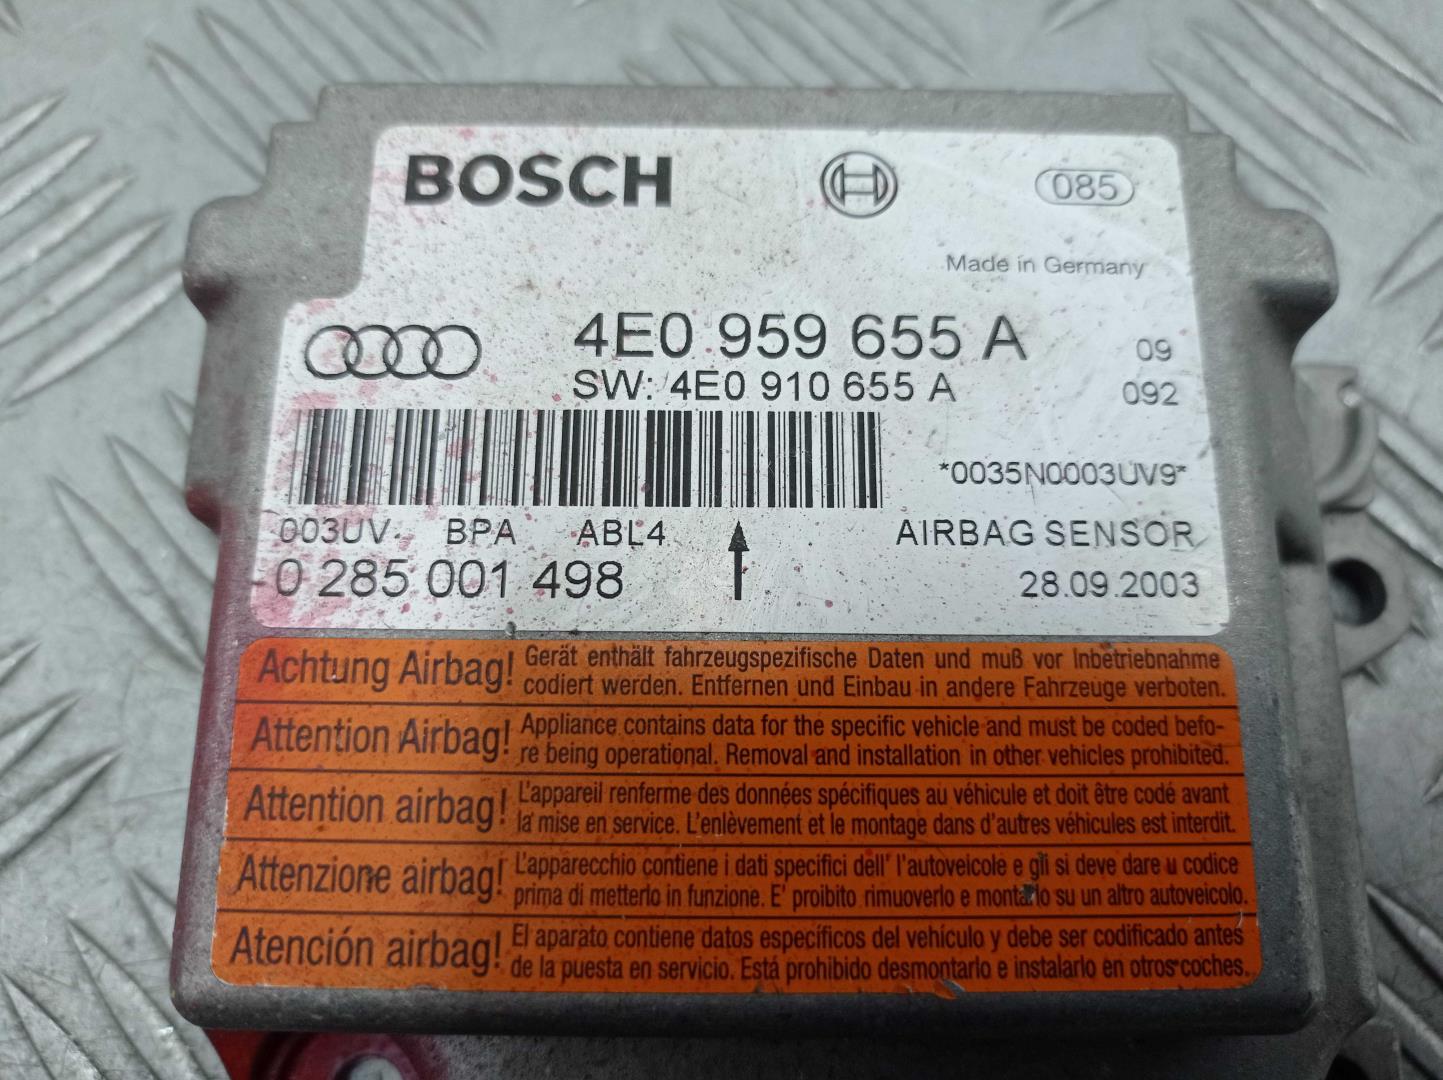 BOSCH
085
Made in Germany
4E0 959 655 A 09
SW: 4E0 910 655 A 092
*0035N0003UV9*
003UV BPA ABL4 AIRBAG SENSOR
0 285 001 498 28.09.2003
Achtung Airbag! Gerät enthält fahrzeugspezifische Daten und muß vor Inbetriebnahme
codiert werden. Entfernen und Einbau in andere Fahrzeuge verboten.
Attention Airbag! Appliance contains data for the specific vehicle and must be coded befo-
re being operational. Removal and installation in other vehicles prohibited.
Attention airbag! L'appareil renferme des données spécifiques au véhicule et doit être codé avant
la mise en service. L'enlèvement et le montage dans d'autres véhicules est interdit.
Attenzione airbag! L'apparecchio contiene i dati specifici dell' l'autoveicole e gli si deve dare u codice
prima di metterlo in funzione. E' proibito rimuoverlo e montarlo su un altro autoveicolo.
Atención airbag! El aparato contiene datos específicos del vehículo y debe ser codificado antes
de la puesta en servicio. Está prohibido desmontarlo e instalarlo en otros coches.